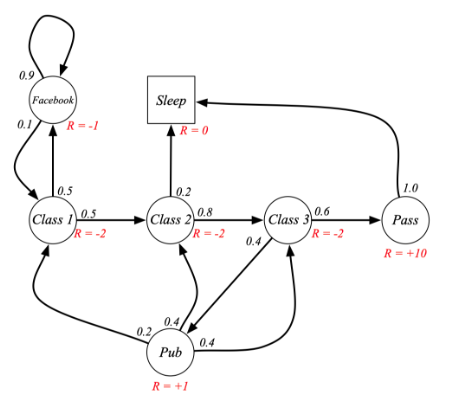 0.9
Facebook
0.1
R = -1
Sleep
R = 0
1.0
0.5
0.2
Class 1
0.5
R = -2
Class 2
0.8
R = -2
Class 3
0.6
R = -2
0.4
Pass
R = +10
0.2
0.4
0.4
Pub
R = +1